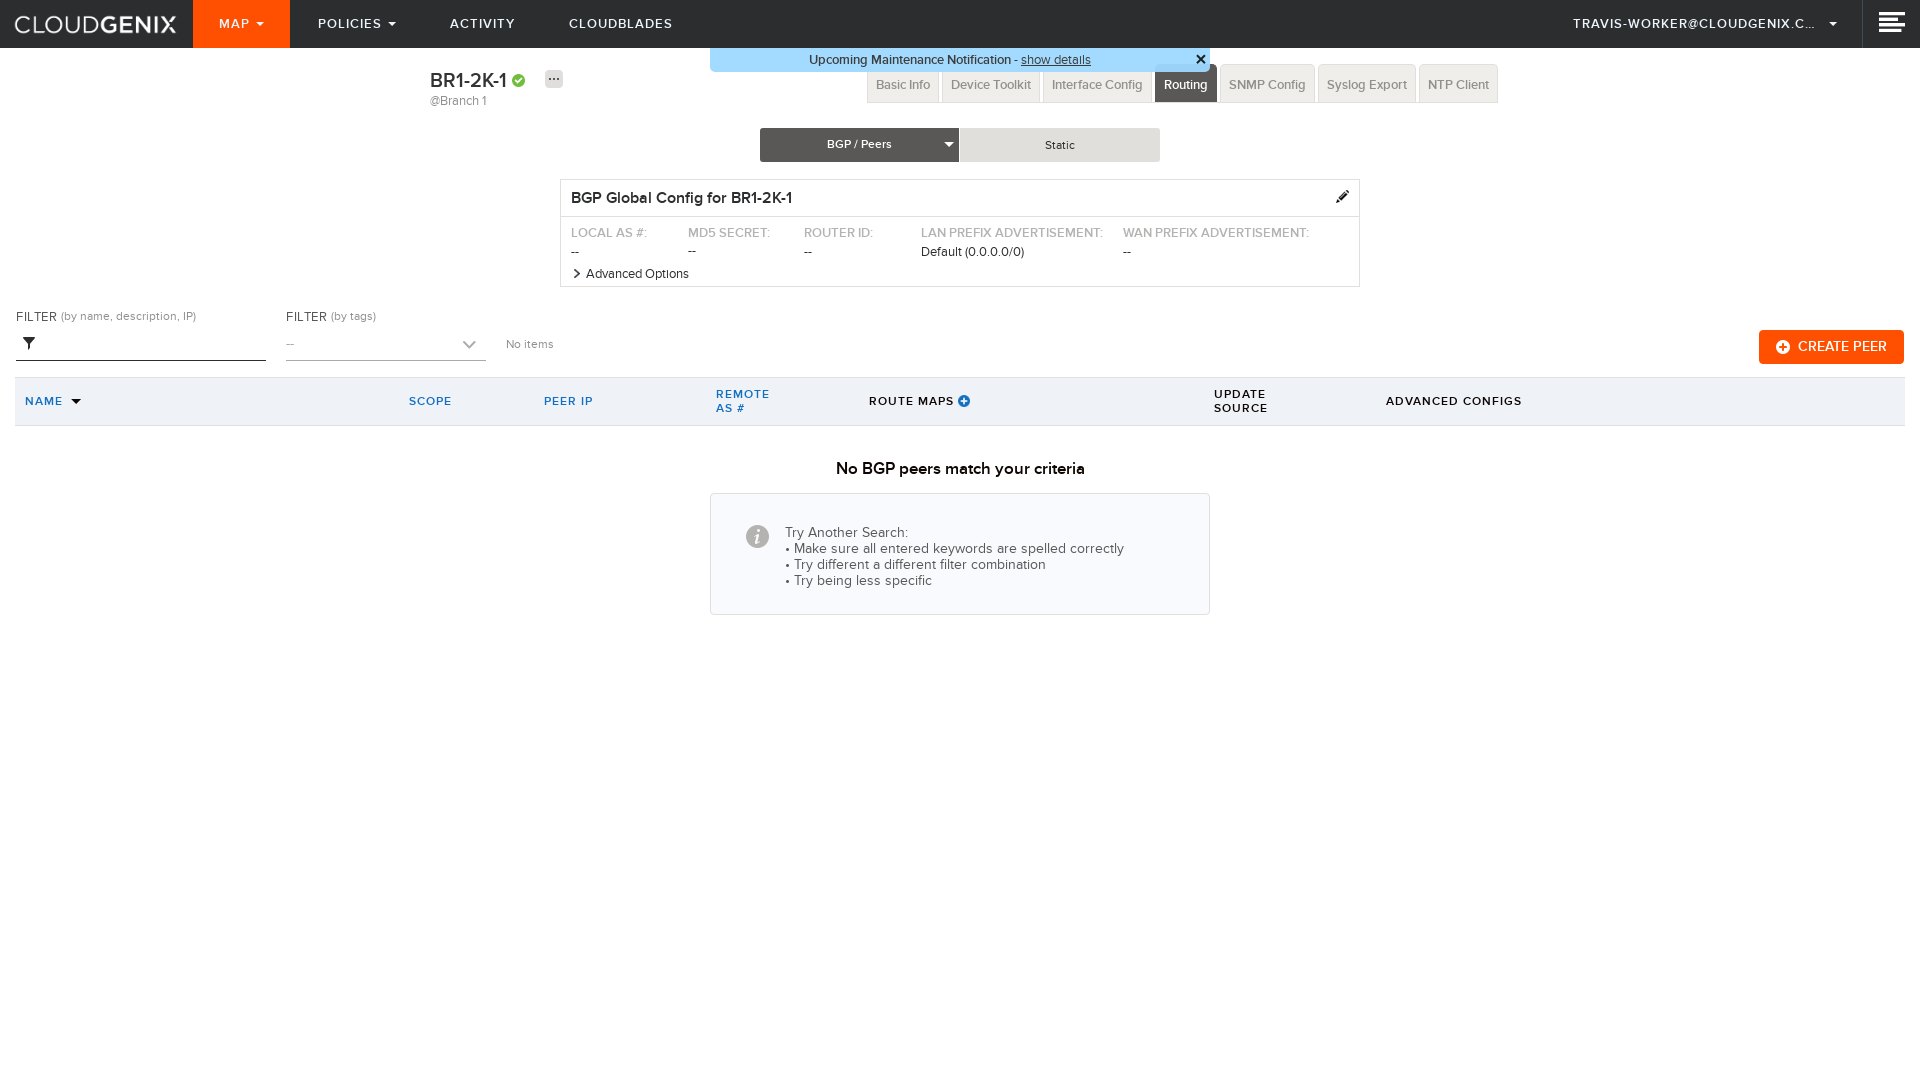 CLOUDGENIX MAP POLICIES ACTIVITY CLOUDBLADES TRAVIS-WORKER@CLOUDGENIX.C...
Upcoming Maintenance Notification - show details
BR1-2K-1
@Branch 1
Basic Info Device Toolkit Interface Config Routing SNMP Config Syslog Export NTP Client
BGP / Peers Static
BGP Global Config for BR1-2K-1
LOCAL AS #: MD5 SECRET: ROUTER ID: LAN PREFIX ADVERTISEMENT: WAN PREFIX ADVERTISEMENT:
-- -- -- Default (0.0.0.0/0) --
Advanced Options
FILTER (by name, description, IP) FILTER (by tags)
-- No items CREATE PEER
NAME SCOPE PEER IP REMOTE AS # ROUTE MAPS UPDATE SOURCE ADVANCED CONFIGS
No BGP peers match your criteria
Try Another Search:
• Make sure all entered keywords are spelled correctly
• Try different a different filter combination
• Try being less specific